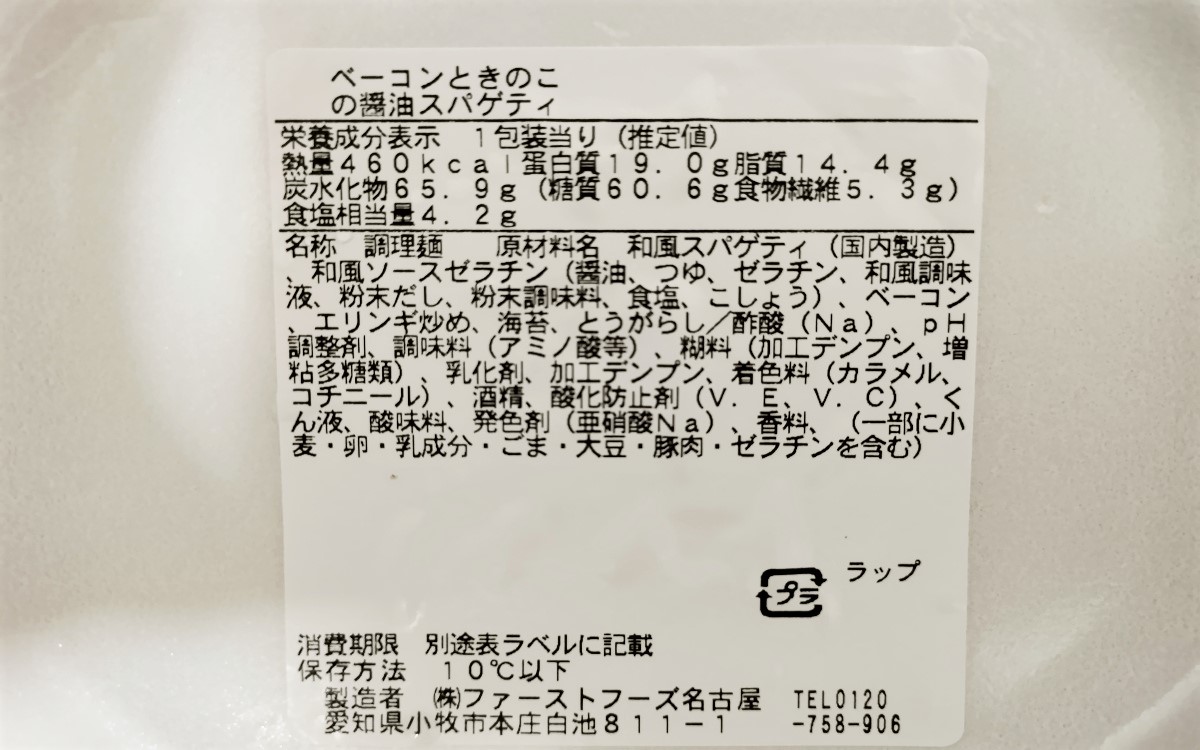 ベーコンときのこ
の醤油スパゲティ
栄養成分表示　１包装当り（推定値）
熱量４６０ｋｃａｌ蛋白質１９．０ｇ脂質１４．４ｇ
炭水化物６５．９ｇ（糖質６０．６ｇ食物繊維５．３ｇ）
食塩相当量４．２ｇ
名称　調理麺　　原材料名　和風スパゲティ（国内製造）
、和風ソースゼラチン（醤油、つゆ、ゼラチン、和風調味
液、粉末だし、粉末調味料、食塩、こしょう）、ベーコン
、エリンギ炒め、海苔、とうがらし／酢酸（Ｎａ）、ｐＨ
調整剤、調味料（アミノ酸等）、糊料（加工デンプン、増
粘多糖類）、乳化剤、加工デンプン、着色料（カラメル、
コチニール）、酒精、酸化防止剤（Ｖ．Ｅ、Ｖ．Ｃ）、く
ん液、酸味料、発色剤（亜硝酸Ｎａ）、香料、（一部に小
麦・卵・乳成分・ごま・大豆・豚肉・ゼラチンを含む）
プラ　ラップ
消費期限　別途表ラベルに記載
保存方法　１０℃以下
製造者　㈱ファーストフーズ名古屋　TEL0120
愛知県小牧市本庄白池８１１－１　-758-906